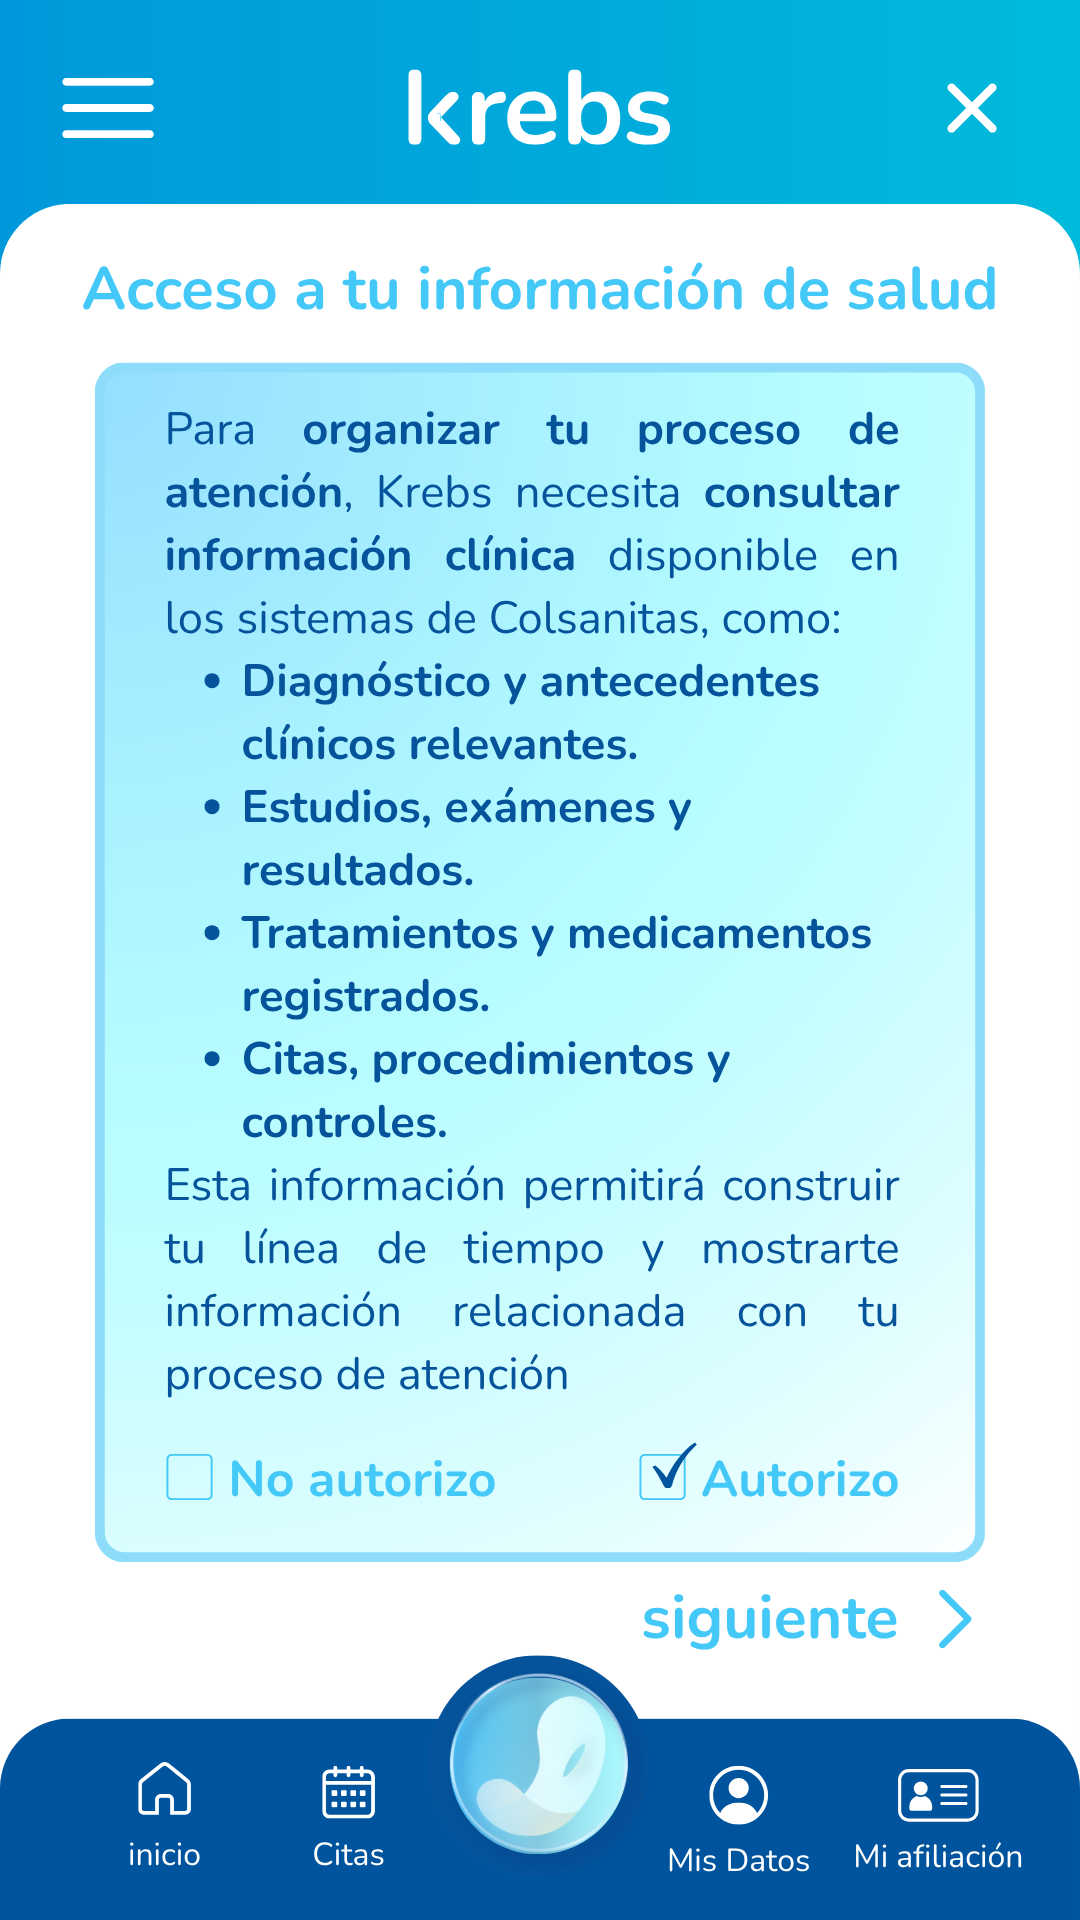 krebs
Acceso a tu información de salud
Para organizar tu proceso de
atención, Krebs necesita consultar
información clínica disponible en
los sistemas de Colsanitas, como:
• Diagnóstico y antecedentes
clínicos relevantes.
• Estudios, exámenes y
resultados.
• Tratamientos y medicamentos
registrados.
• Citas, procedimientos y
controles.
Esta información permitirá construir
tu línea de tiempo y mostrarte
información relacionada con tu
proceso de atención
No autorizo Autorizo
siguiente
inicio Citas Mis Datos Mi afiliación